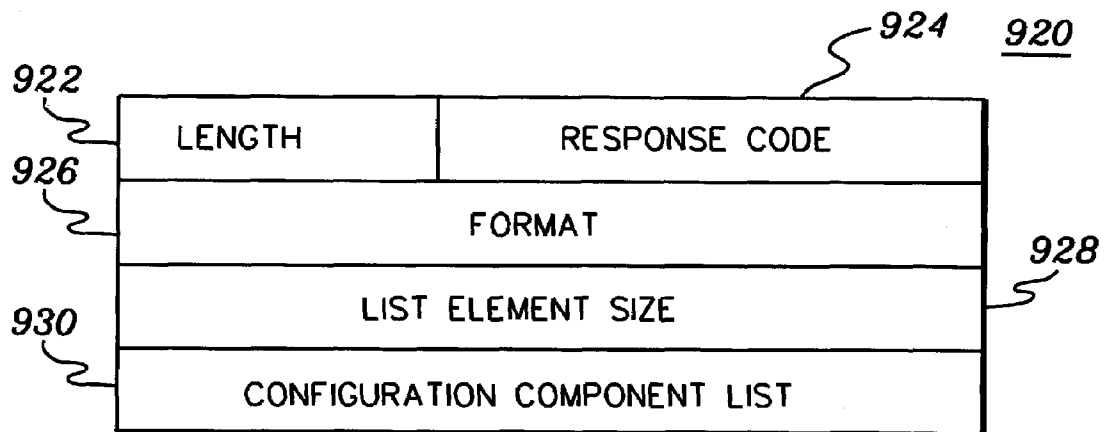 924 920
922
LENGTH RESPONSE CODE
926
FORMAT
928
LIST ELEMENT SIZE
930
CONFIGURATION COMPONENT LIST